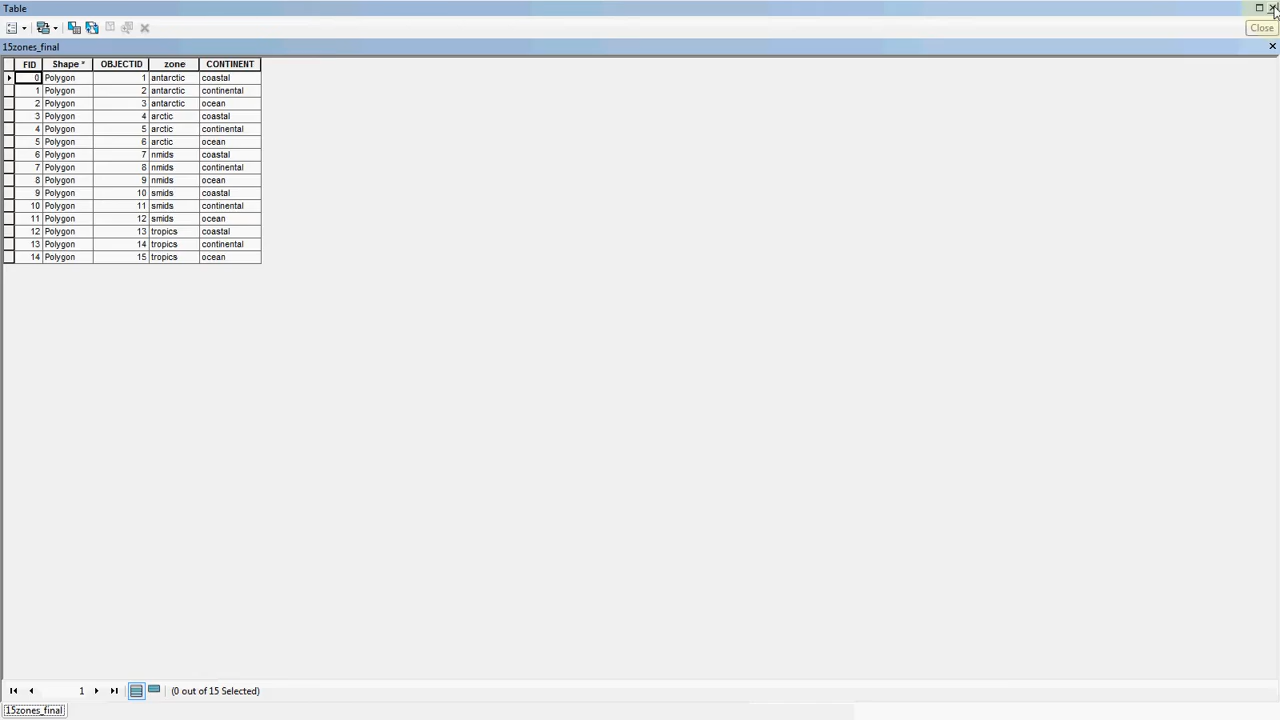 Table
Close
15zones_final
FID Shape * OBJECTID zone CONTINENT
0 Polygon 1 antarctic coastal
1 Polygon 2 antarctic continental
2 Polygon 3 antarctic ocean
3 Polygon 4 arctic coastal
4 Polygon 5 arctic continental
5 Polygon 6 arctic ocean
6 Polygon 7 nmids coastal
7 Polygon 8 nmids continental
8 Polygon 9 nmids ocean
9 Polygon 10 smids coastal
10 Polygon 11 smids continental
11 Polygon 12 smids ocean
12 Polygon 13 tropics coastal
13 Polygon 14 tropics continental
14 Polygon 15 tropics ocean
1 (0 out of 15 Selected)
15zones_final